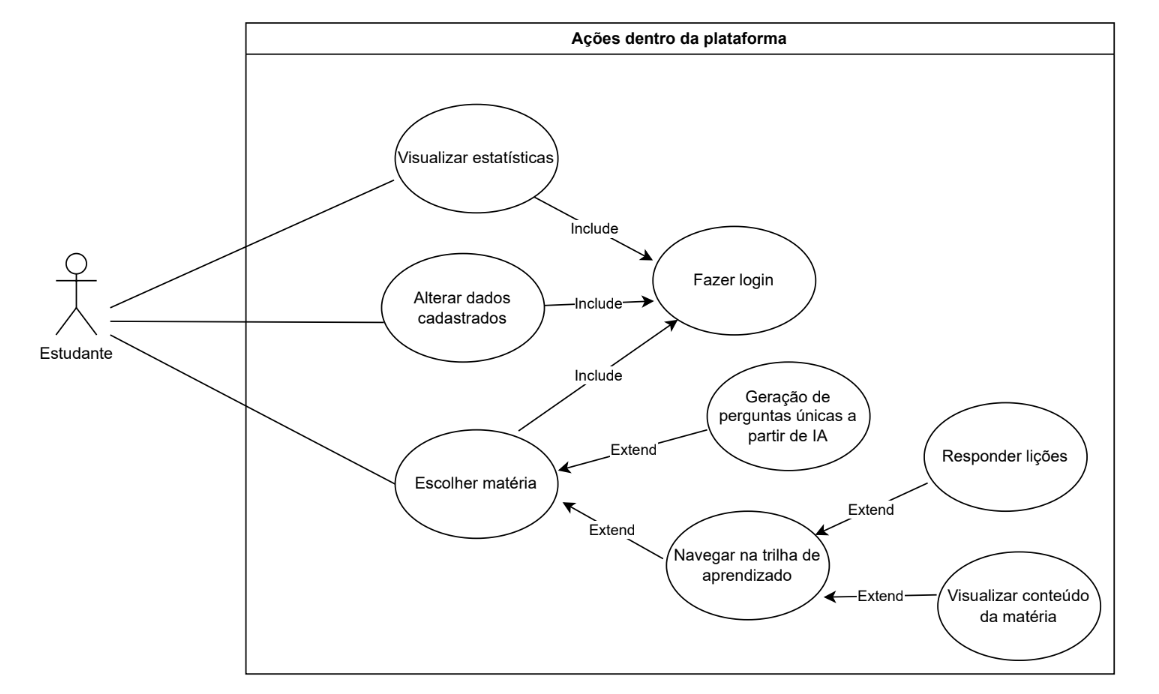 Ações dentro da plataforma
Visualizar estatísticas
Include
Fazer login
Alterar dados
cadastrados
Include
Estudante
Include
Geração de
perguntas únicas a
partir de IA
Extend
Escolher matéria
Responder lições
Extend
Extend
Navegar na trilha de
aprendizado
Extend
Visualizar conteúdo
da matéria